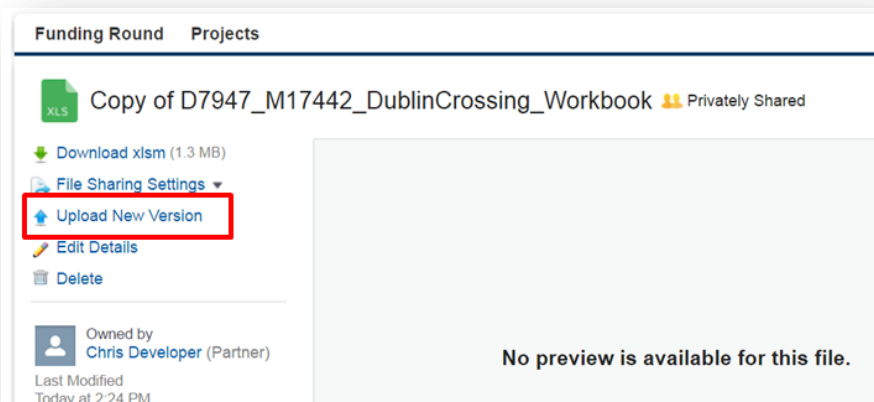 Funding Round Projects
XLS
Copy of D7947_M17442_DublinCrossing_Workbook Privately Shared
Download xlsm (1.3 MB)
File Sharing Settings
Upload New Version
Edit Details
Delete
Owned by
Chris Developer (Partner)
Last Modified
Today at 2:24 PM
No preview is available for this file.